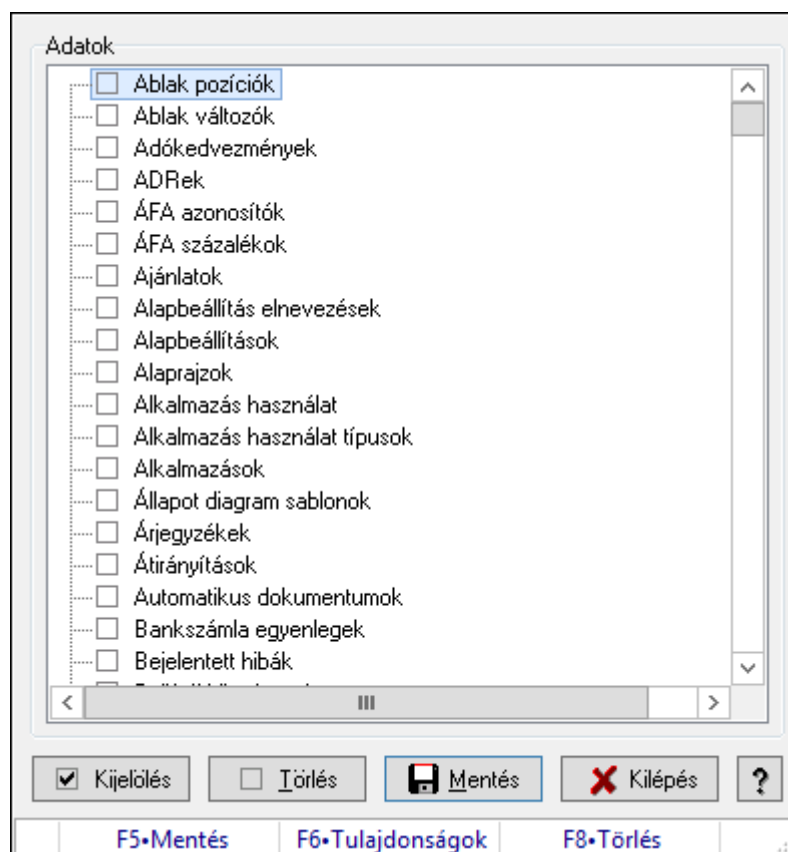 Adatok
Ablak pozíciók
Ablak változók
Adókedvezmények
ADRek
ÁFA azonosítók
ÁFA százalékok
Ajánlatok
Alapbeállítás elnevezések
Alapbeállítások
Alaprajzok
Alkalmazás használat
Alkalmazás használat típusok
Alkalmazások
Állapot diagram sablonok
Árjegyzékek
Átirányítások
Automatikus dokumentumok
Bankszámla egyenlegek
Bejelentett hibák
Kijelölés Törlés Mentés Kilépés ?
F5•Mentés F6•Tulajdonságok F8•Törlés